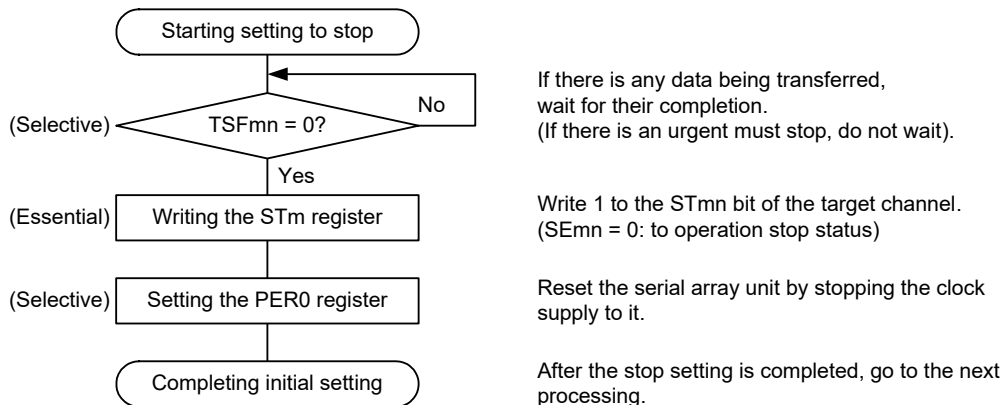 Starting setting to stop
(Selective)
TSFmn = 0?
No
If there is any data being transferred,
wait for their completion.
(If there is an urgent must stop, do not wait).
Yes
(Essential)
Writing the STm register
Write 1 to the STmn bit of the target channel.
(SEmn = 0: to operation stop status)
(Selective)
Setting the PER0 register
Reset the serial array unit by stopping the clock
supply to it.
Completing initial setting
After the stop setting is completed, go to the next
processing.